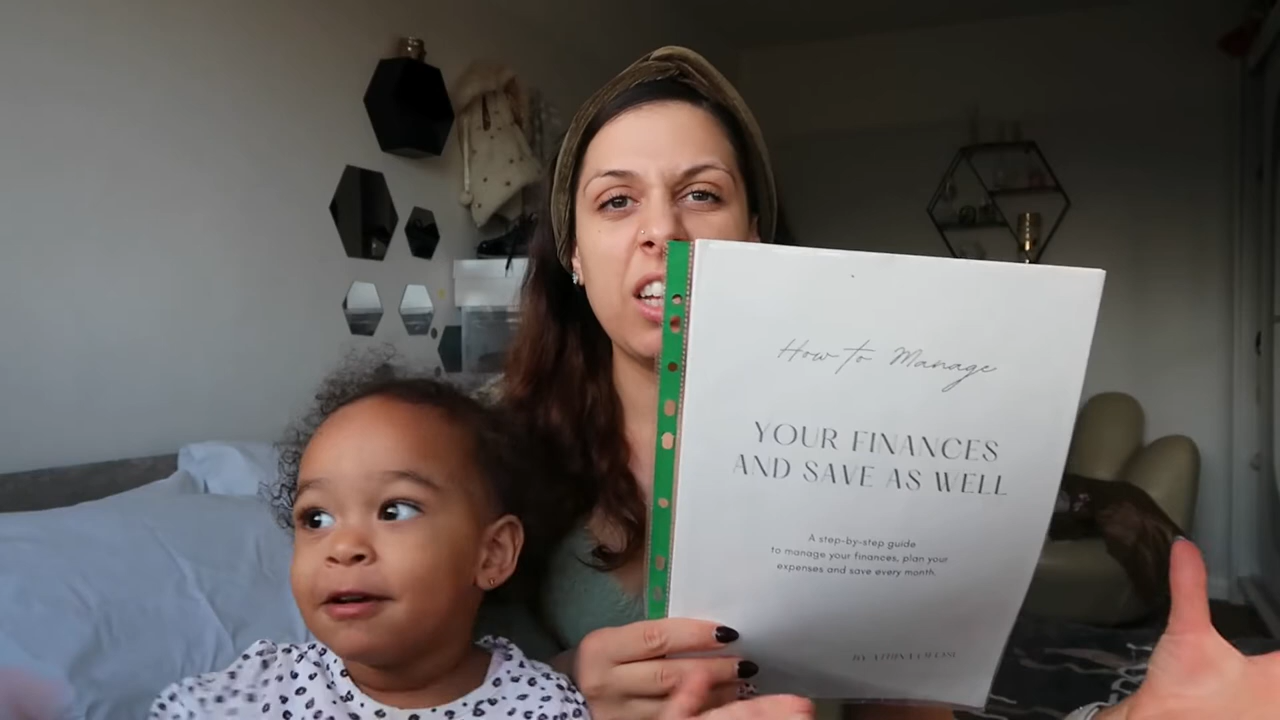 How to Manage
YOUR FINANCES
AND SAVE AS WELL
A step-by-step guide
to manage your finances, plan your
expenses and save every month.
BY